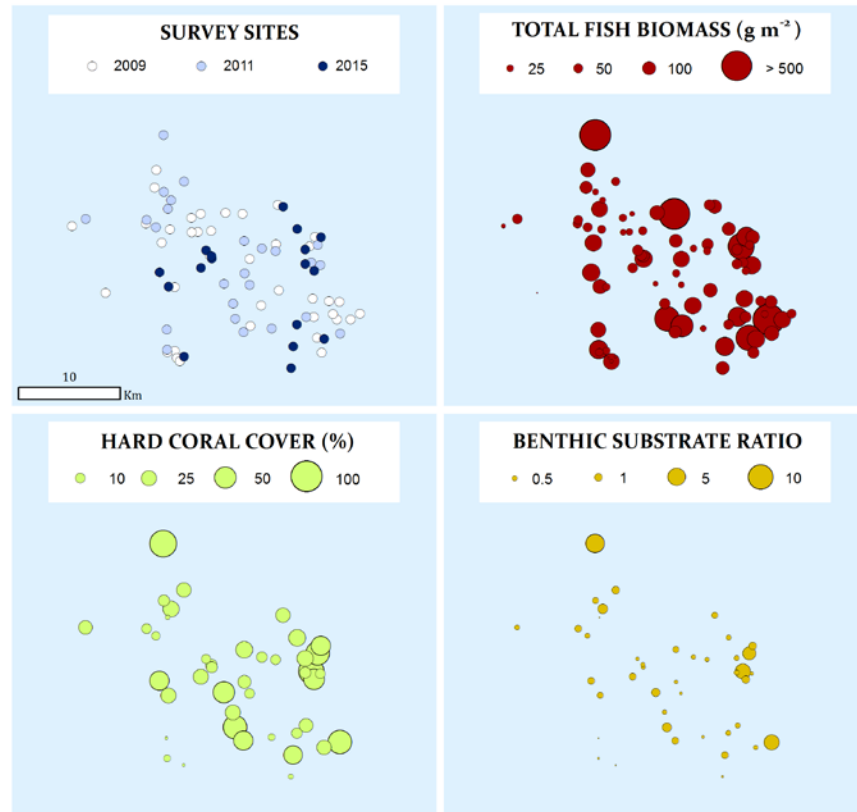 SURVEY SITES
2009 2011 2015
10
Km
TOTAL FISH BIOMASS (g m⁻²)
25 50 100 > 500
HARD CORAL COVER (%)
10 25 50 100
BENTHIC SUBSTRATE RATIO
0.5 1 5 10